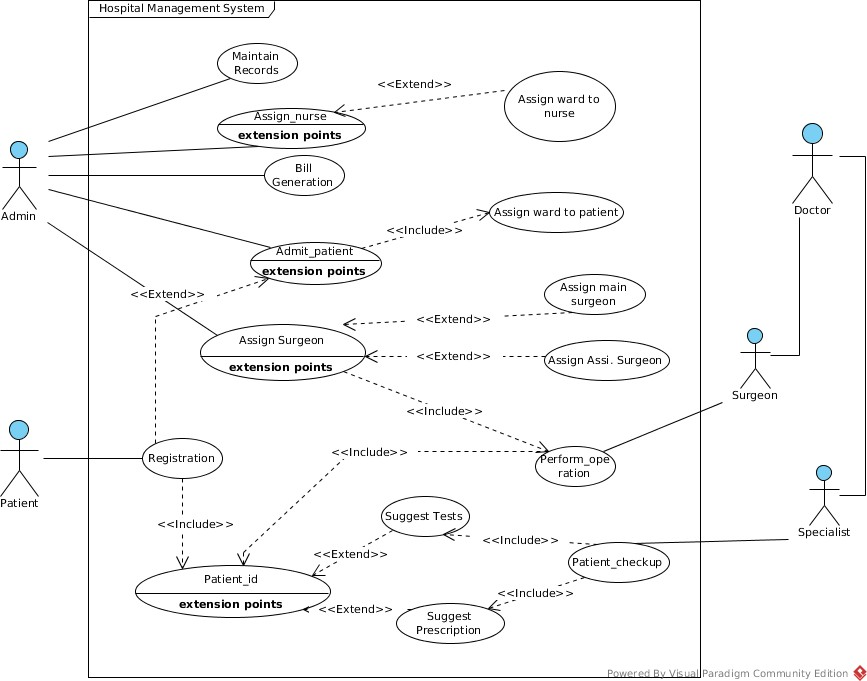 Hospital Management System
Maintain
Records
<<Extend>>
Assign ward to
nurse
Assign_nurse
extension points
Bill
Generation
Admin
Doctor
Assign ward to patient
<<Include>>
Admit_patient
extension points
<<Extend>>
Assign main
surgeon
<<Extend>>
Assign Surgeon
extension points
<<Extend>>
Assign Assi. Surgeon
Surgeon
<<Include>>
<<Include>>
Registration
Perform_ope
ration
Patient
Suggest Tests
<<Include>>
<<Include>>
Specialist
<<Extend>>
Patient_checkup
Patient_id
extension points
<<Include>>
<<Extend>>
Suggest
Prescription
Powered By Visual Paradigm Community Edition